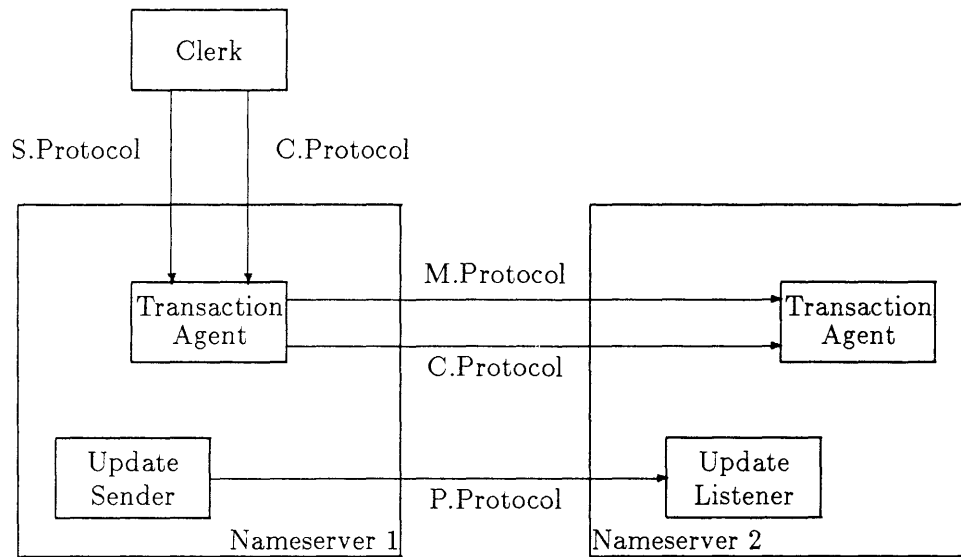 Clerk
S.Protocol
C.Protocol
M.Protocol
Transaction
Agent
Transaction
Agent
C.Protocol
Update
Sender
Update
Listener
P.Protocol
Nameserver 1
Nameserver 2